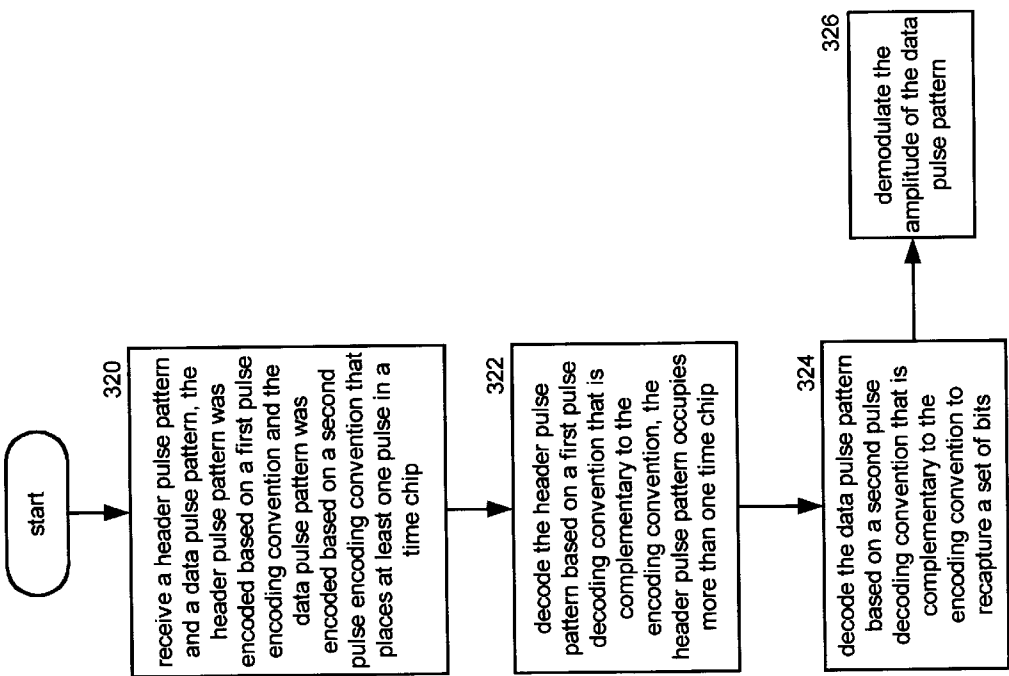 start
320
receive a header pulse pattern
and a data pulse pattern, the
header pulse pattern was
encoded based on a first pulse
encoding convention and the
data pulse pattern was
encoded based on a second
pulse encoding convention that
places at least one pulse in a
time chip
322
decode the header pulse
pattern based on a first pulse
decoding convention that is
complementary to the
encoding convention, the
header pulse pattern occupies
more than one time chip
324
decode the data pulse pattern
based on a second pulse
decoding convention that is
complementary to the
encoding convention to
recapture a set of bits
326
demodulate the
amplitude of the data
pulse pattern